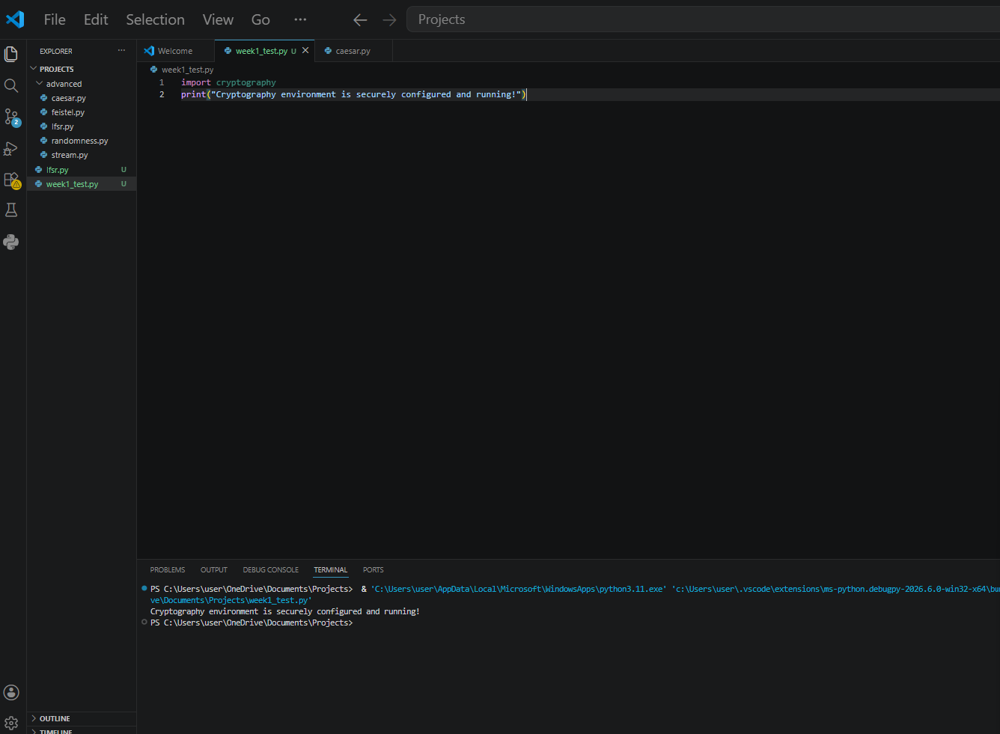 File Edit Selection View Go ··· Projects
EXPLORER ···
PROJECTS
advanced
caesar.py
feistel.py
lfsr.py
randomness.py
stream.py
lfsr.py U
week1_test.py U
2
OUTLINE
TIMELINE
Welcome week1_test.py U caesar.py
week1_test.py
1 import cryptography
2 print("Cryptography environment is securely configured and running!")
PROBLEMS OUTPUT DEBUG CONSOLE TERMINAL PORTS
PS C:\Users\user\OneDrive\Documents\Projects> & 'C:\Users\user\AppData\Local\Microsoft\WindowsApps\python3.11.exe' 'c:\Users\user\.vscode\extensions\ms-python.debugpy-2026.6.0-win32-x64\bu
ve\Documents\Projects\week1_test.py'
Cryptography environment is securely configured and running!
PS C:\Users\user\OneDrive\Documents\Projects>